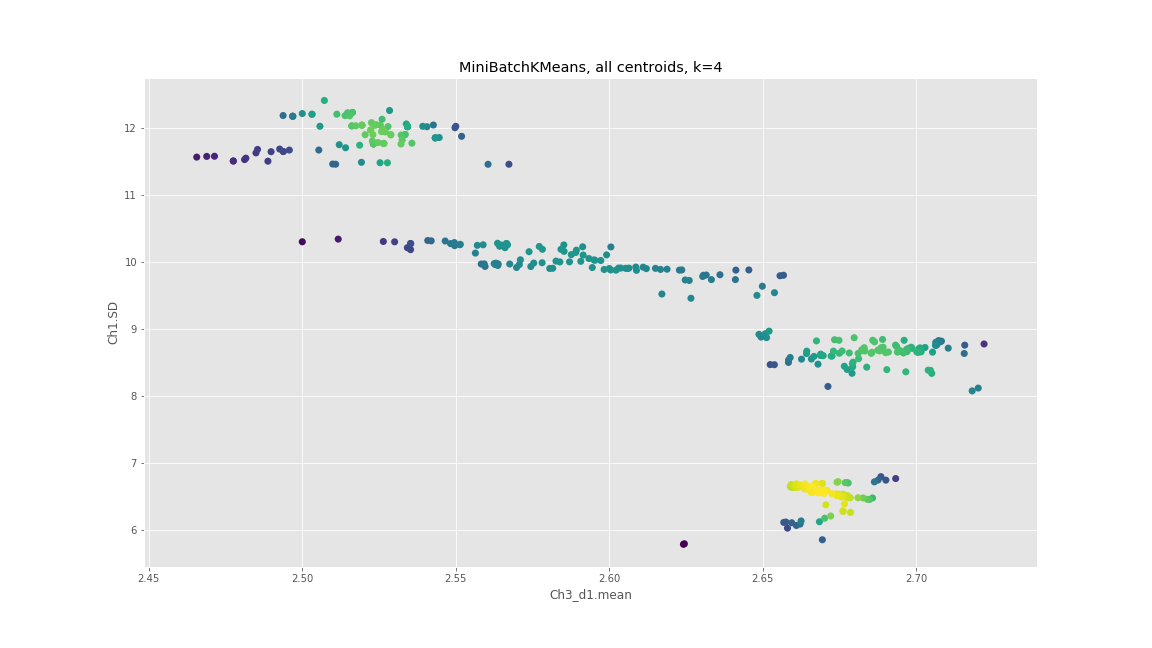 MiniBatchKMeans, all centroids, k=4
12
11
10
9
8
7
6
Ch1.SD
2.45 2.50 2.55 2.60 2.65 2.70
Ch3_d1.mean